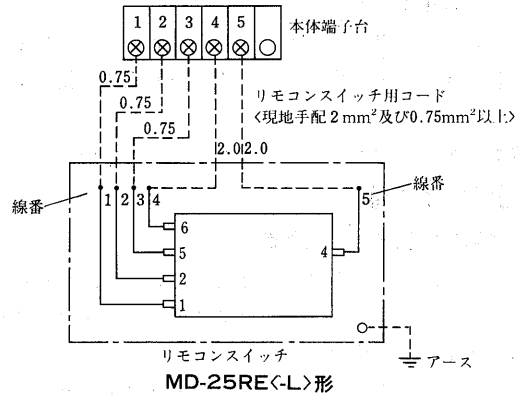 1 2 3 4 5
本体端子台
0.75
0.75
0.75
リモコンスイッチ用コード
〈現地手配2mm²及び0.75mm²以上〉
2.0 2.0
線番
1 2 3 4
5
線番
6
5
4
2
1
リモコンスイッチ
アース
MD-25RE〈-L〉形